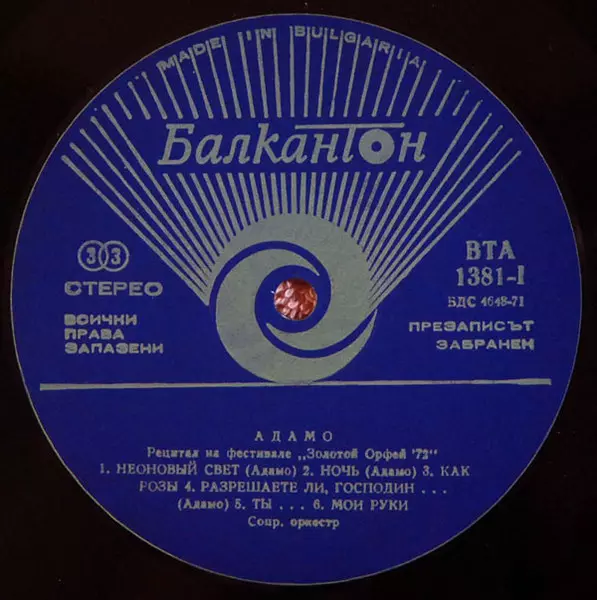 MADE IN BULGARIA
Балкантон
33
СТЕРЕО
ВСИЧКИ
ПРАВА
ЗАПАЗЕНИ
ВТА
1381-I
БДС 4648-71
ПРЕЗАПИСЪТ
ЗАБРАНЕН
АДАМО
Рецитал на фестивале „Золотой Орфей '72"
1. НЕОНОВЫЙ СВЕТ (Адамо) 2. НОЧЬ (Адамо) 3. КАК
РОЗЫ 4. РАЗРЕШАЕТЕ ЛИ, ГОСПОДИН . . .
(Адамо) 5. ТЫ . . . 6. МОИ РУКИ
Сопр. оркестр